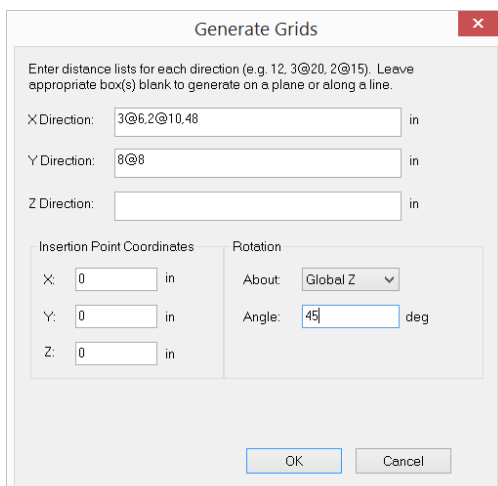 Generate Grids
Enter distance lists for each direction (e.g. 12, 3@20, 2@15). Leave
appropriate box(s) blank to generate on a plane or along a line.
X Direction: 3@6,2@10,48 in
Y Direction: 8@8 in
Z Direction: in
Insertion Point Coordinates Rotation
X: 0 in About: Global Z
Y: 0 in Angle: 45 deg
Z: 0 in
OK Cancel